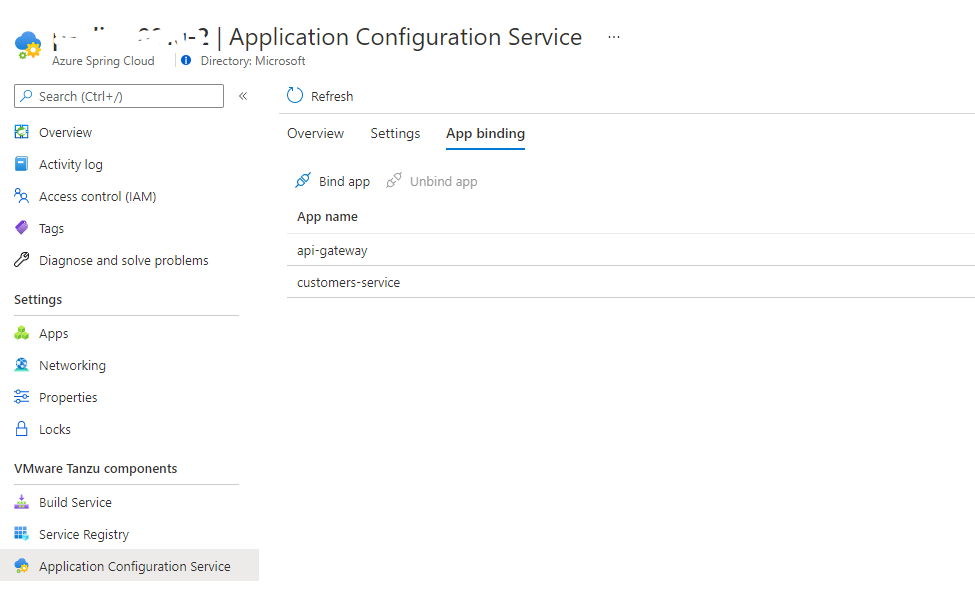 | Application Configuration Service ...
Azure Spring Cloud | Directory: Microsoft
Search (Ctrl+/) «
Refresh
Overview
Activity log
Access control (IAM)
Tags
Diagnose and solve problems
Settings
Apps
Networking
Properties
Locks
VMware Tanzu components
Build Service
Service Registry
Application Configuration Service
Overview Settings App binding
Bind app Unbind app
App name
api-gateway
customers-service